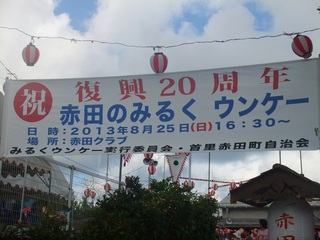 祝 復興20周年
赤田のみるく ウンケー
日時：2013年8月25日(日)16:30～
場所：赤田クラブ
みるくウンケー実行委員会・首里赤田町自治会
赤田